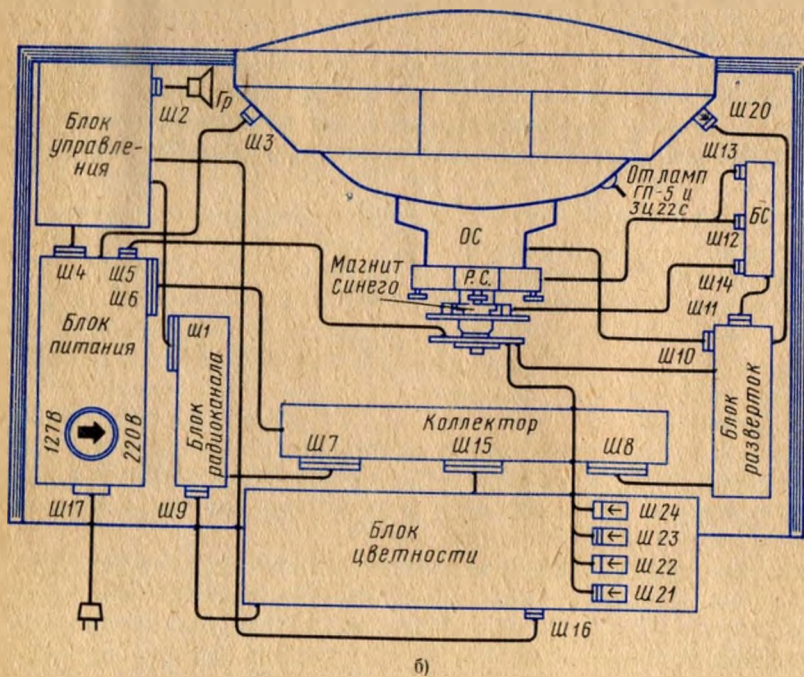 Блок
управле-
ния
Ш2
Гр
Ш3
Ш20
Ш13
От ламп
ГП-5 и
3Ц22С
БС
Ш12
ОС
Ш4
Ш5
Ш6
Магнит
Синего
Р.С.
Ш14
Ш11
Блок
питания
Ш1
Ш10
Блок
радиоканала
127В
220В
Коллектор
Ш7
Ш15
Ш8
Блок
разверток
Ш17
Ш9
Блок
цветности
Ш24
Ш23
Ш22
Ш21
Ш16
б)